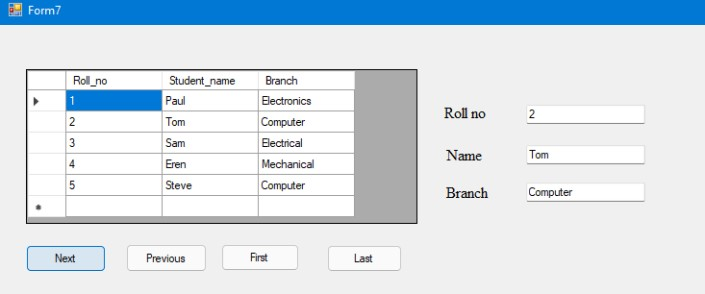 Form7
Roll_no Student_name Branch
1 Paul Electronics
2 Tom Computer
3 Sam Electrical
4 Eren Mechanical
5 Steve Computer
Roll no 2
Name Tom
Branch Computer
Next Previous First Last